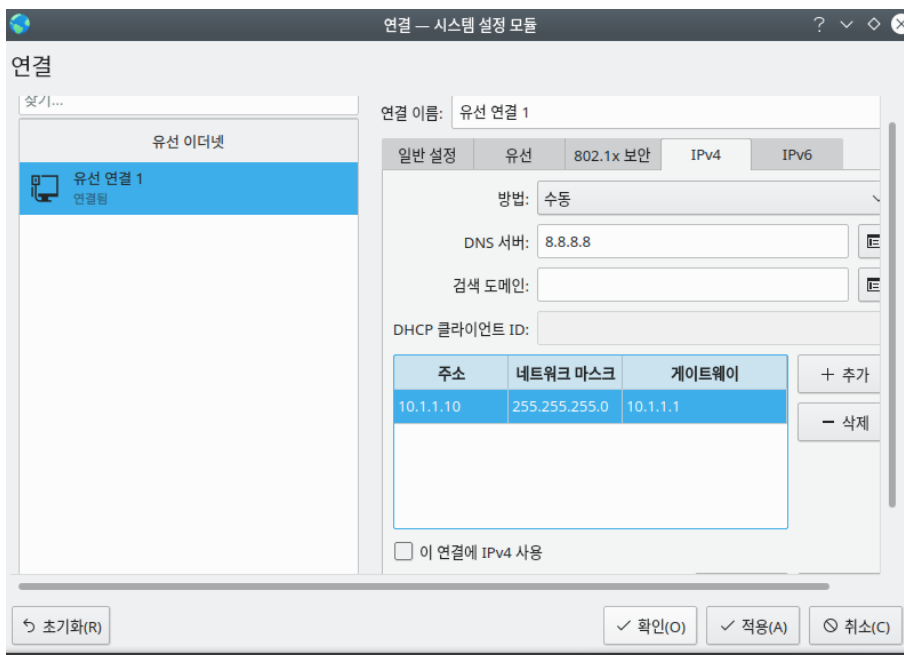 연결 — 시스템 설정 모듈
연결
찾기...
유선 이더넷
유선 연결 1
연결됨
연결 이름: 유선 연결 1
일반 설정 유선 802.1x 보안 IPv4 IPv6
방법: 수동
DNS 서버: 8.8.8.8
검색 도메인:
DHCP 클라이언트 ID:
주소 네트워크 마스크 게이트웨이
10.1.1.10 255.255.255.0 10.1.1.1
+ 추가
− 삭제
이 연결에 IPv4 사용
초기화(R) 확인(O) 적용(A) 취소(C)